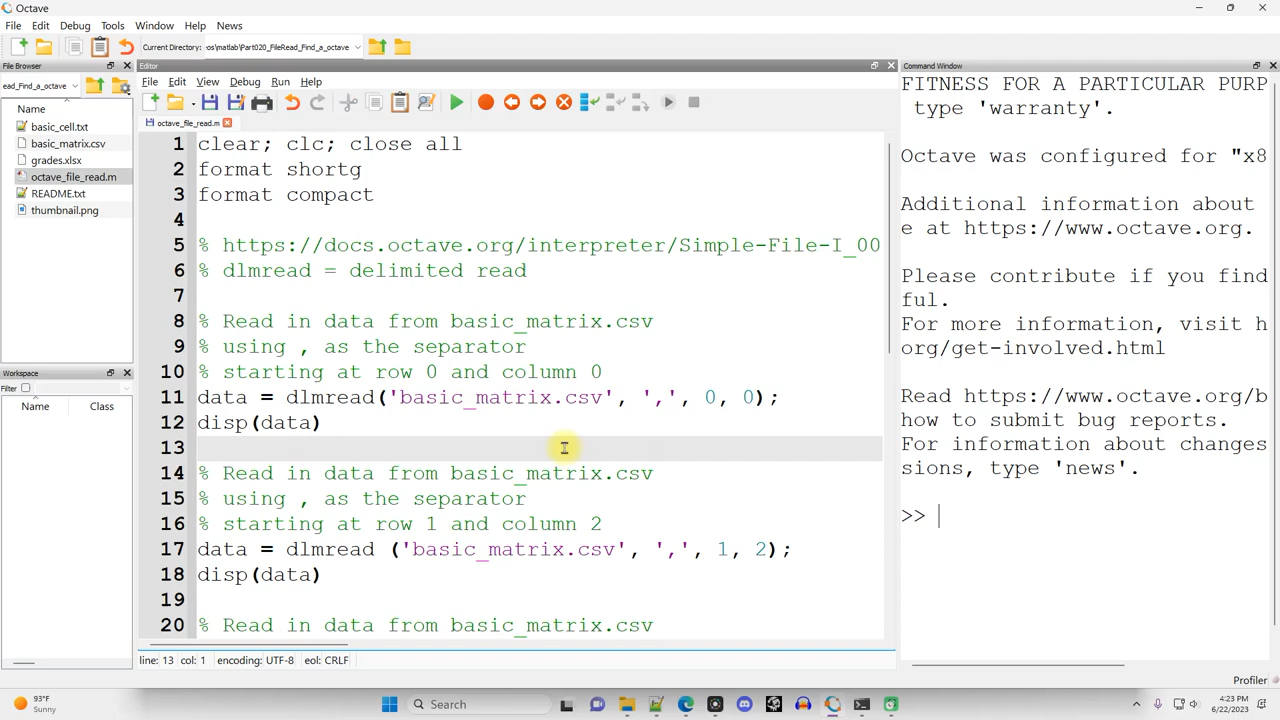 Octave
File Edit Debug Tools Window Help News
Current Directory: os\matlab\Part020_FileRead_Find_a_octave
File Browser
ead_Find_a_octave
Name
basic_cell.txt
basic_matrix.csv
grades.xlsx
octave_file_read.m
README.txt
thumbnail.png
Workspace
Filter
Name Class
Editor
File Edit View Debug Run Help
octave_file_read.m
1 clear; clc; close all
2 format shortg
3 format compact
4
5 % https://docs.octave.org/interpreter/Simple-File-I_00
6 % dlmread = delimited read
7
8 % Read in data from basic_matrix.csv
9 % using , as the separator
10 % starting at row 0 and column 0
11 data = dlmread('basic_matrix.csv', ',', 0, 0);
12 disp(data)
13
14 % Read in data from basic_matrix.csv
15 % using , as the separator
16 % starting at row 1 and column 2
17 data = dlmread ('basic_matrix.csv', ',', 1, 2);
18 disp(data)
19
20 % Read in data from basic_matrix.csv
line: 13 col: 1 encoding: UTF-8 eol: CRLF
Command Window
FITNESS FOR A PARTICULAR PURP
type 'warranty'.
Octave was configured for "x8
Additional information about
e at https://www.octave.org.
Please contribute if you find
ful.
For more information, visit h
org/get-involved.html
Read https://www.octave.org/b
how to submit bug reports.
For information about changes
sions, type 'news'.
>>
Profiler
93°F
Sunny
Search
4:23 PM
6/22/2023